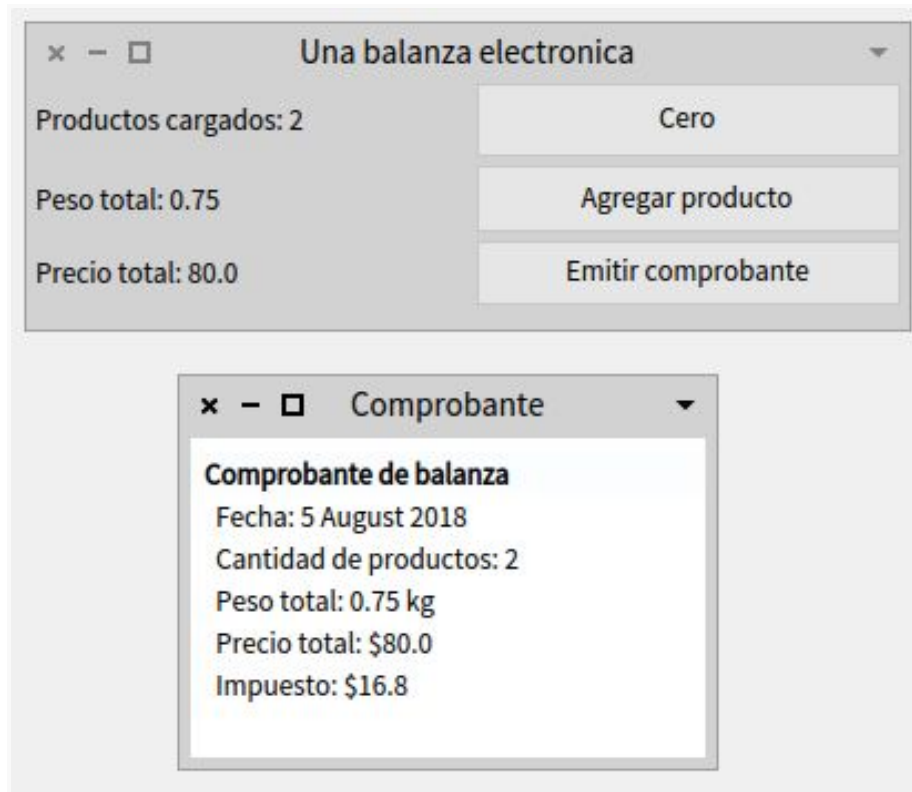 Una balanza electronica
Productos cargados: 2
Cero
Peso total: 0.75
Agregar producto
Precio total: 80.0
Emitir comprobante
Comprobante
Comprobante de balanza
Fecha: 5 August 2018
Cantidad de productos: 2
Peso total: 0.75 kg
Precio total: $80.0
Impuesto: $16.8